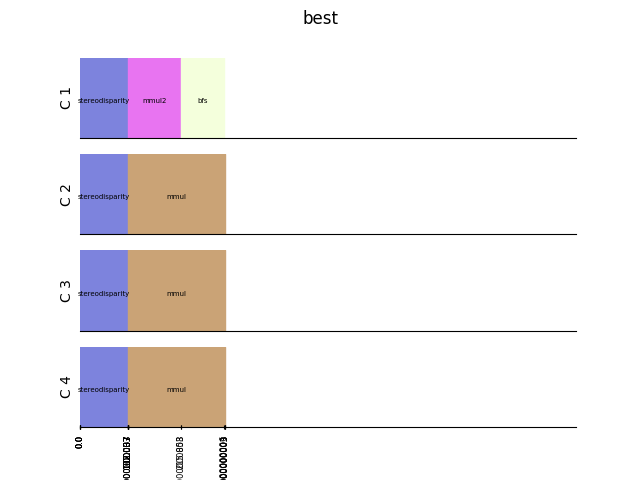 best
C 1
stereodisparity
mmul2
bfs
C 2
stereodisparity
mmul
C 3
stereodisparity
mmul
C 4
stereodisparity
mmul
0.0